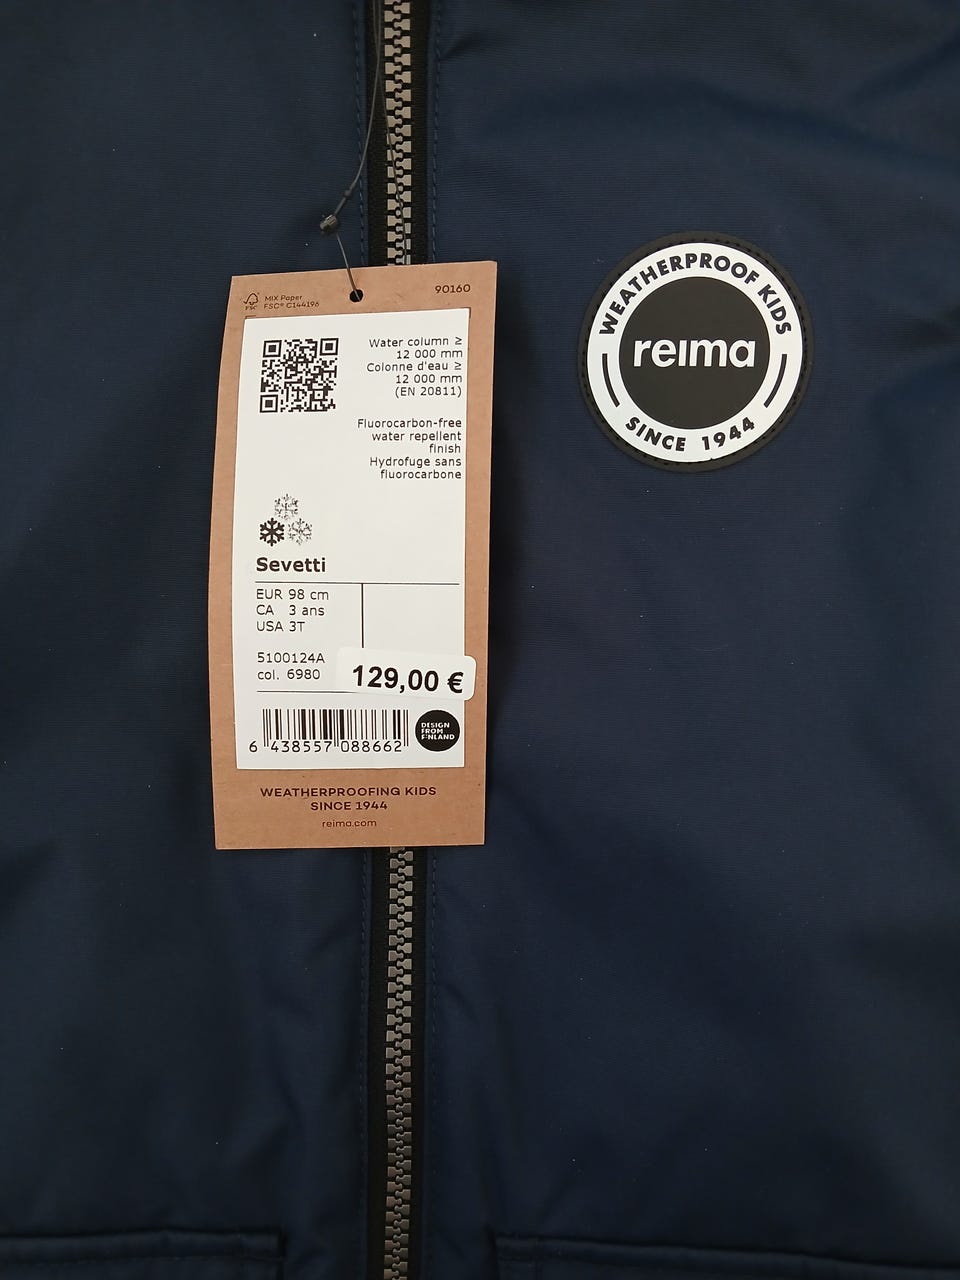 MIX Paper
FSC® C144196
FSC
90160
Water column ≥
12 000 mm
Colonne d'eau ≥
12 000 mm
(EN 20811)
Fluorocarbon-free
water repellent
finish
Hydrofuge sans
fluorocarbone
Sevetti
EUR 98 cm
CA 3 ans
USA 3T
5100124A
col. 6980
129,00 €
6 438557 088662
DESIGN
FROM
FINLAND
WEATHERPROOFING KIDS
SINCE 1944
reima.com
WEATHERPROOF KIDS
reima
SINCE 1944